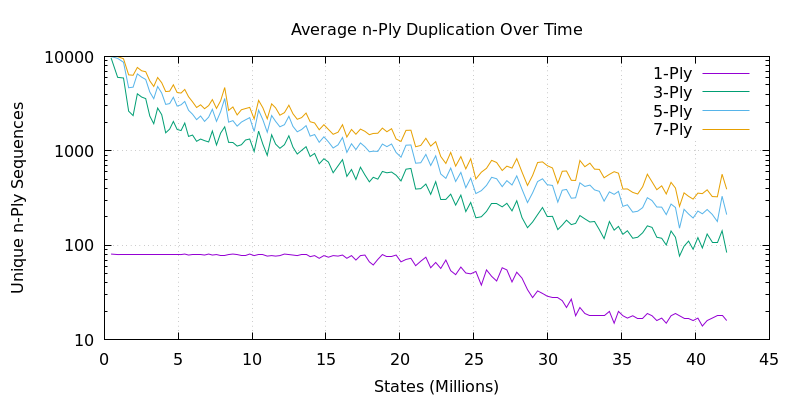 Average n-Ply Duplication Over Time
Unique n-Ply Sequences
10000
1000
100
10
1-Ply
3-Ply
5-Ply
7-Ply
0 5 10 15 20 25 30 35 40 45
States (Millions)